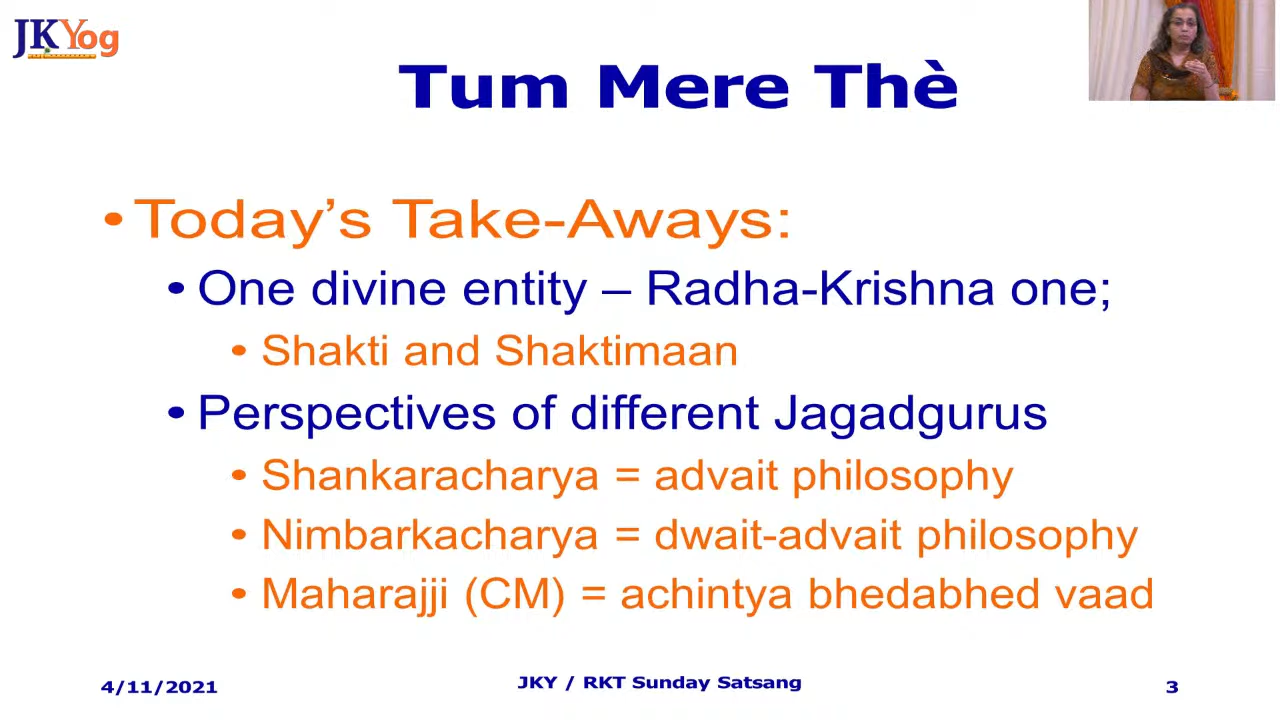 JKYog
Tum Mere Thè
• Today’s Take-Aways:
• One divine entity – Radha-Krishna one;
• Shakti and Shaktimaan
• Perspectives of different Jagadgurus
• Shankaracharya = advait philosophy
• Nimbarkacharya = dwait-advait philosophy
• Maharajji (CM) = achintya bhedabhed vaad
4/11/2021
JKY / RKT Sunday Satsang
3